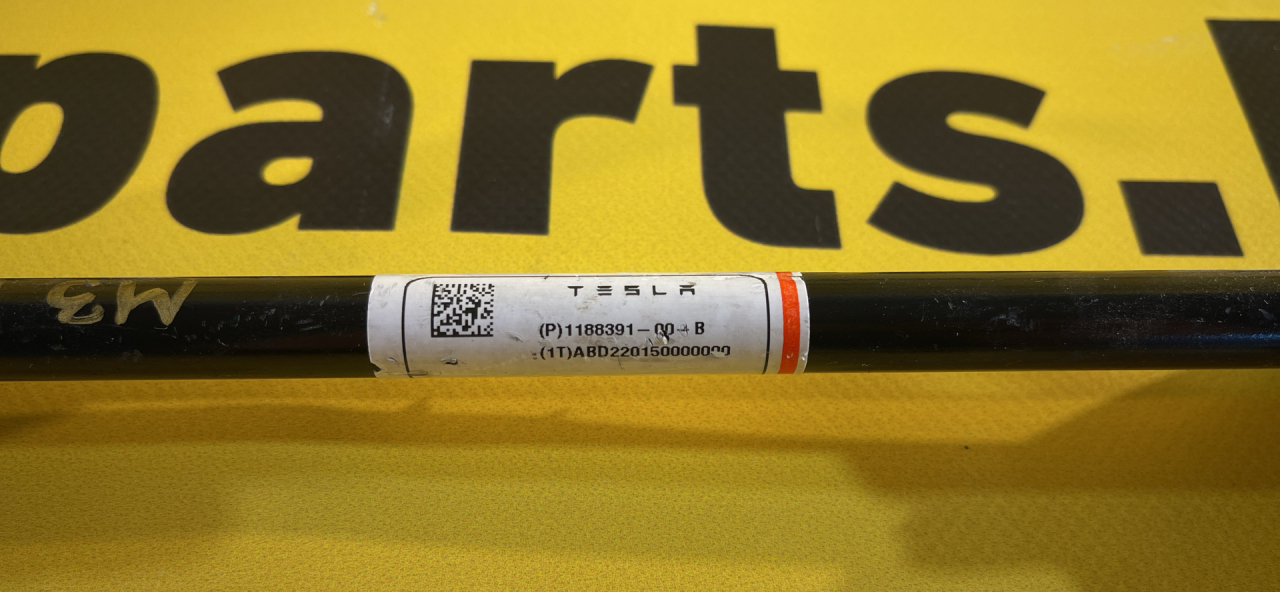 parts.
M3
TESLA
(P)1188391-00-B
(1T)ABD220150000000